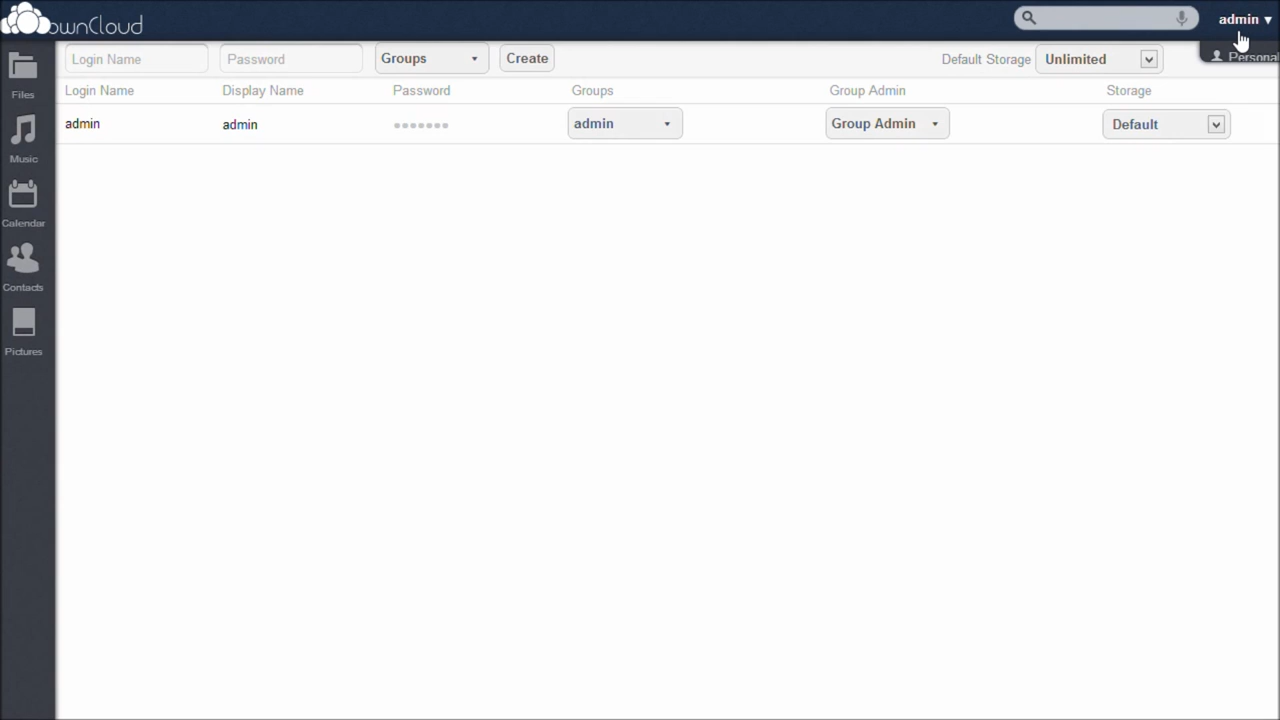 ownCloud
admin ▼
Personal
Login Name Password Groups Create Default Storage Unlimited
Login Name Display Name Password Groups Group Admin Storage
admin admin ●●●●●●● admin Group Admin Default
Files
Music
Calendar
Contacts
Pictures